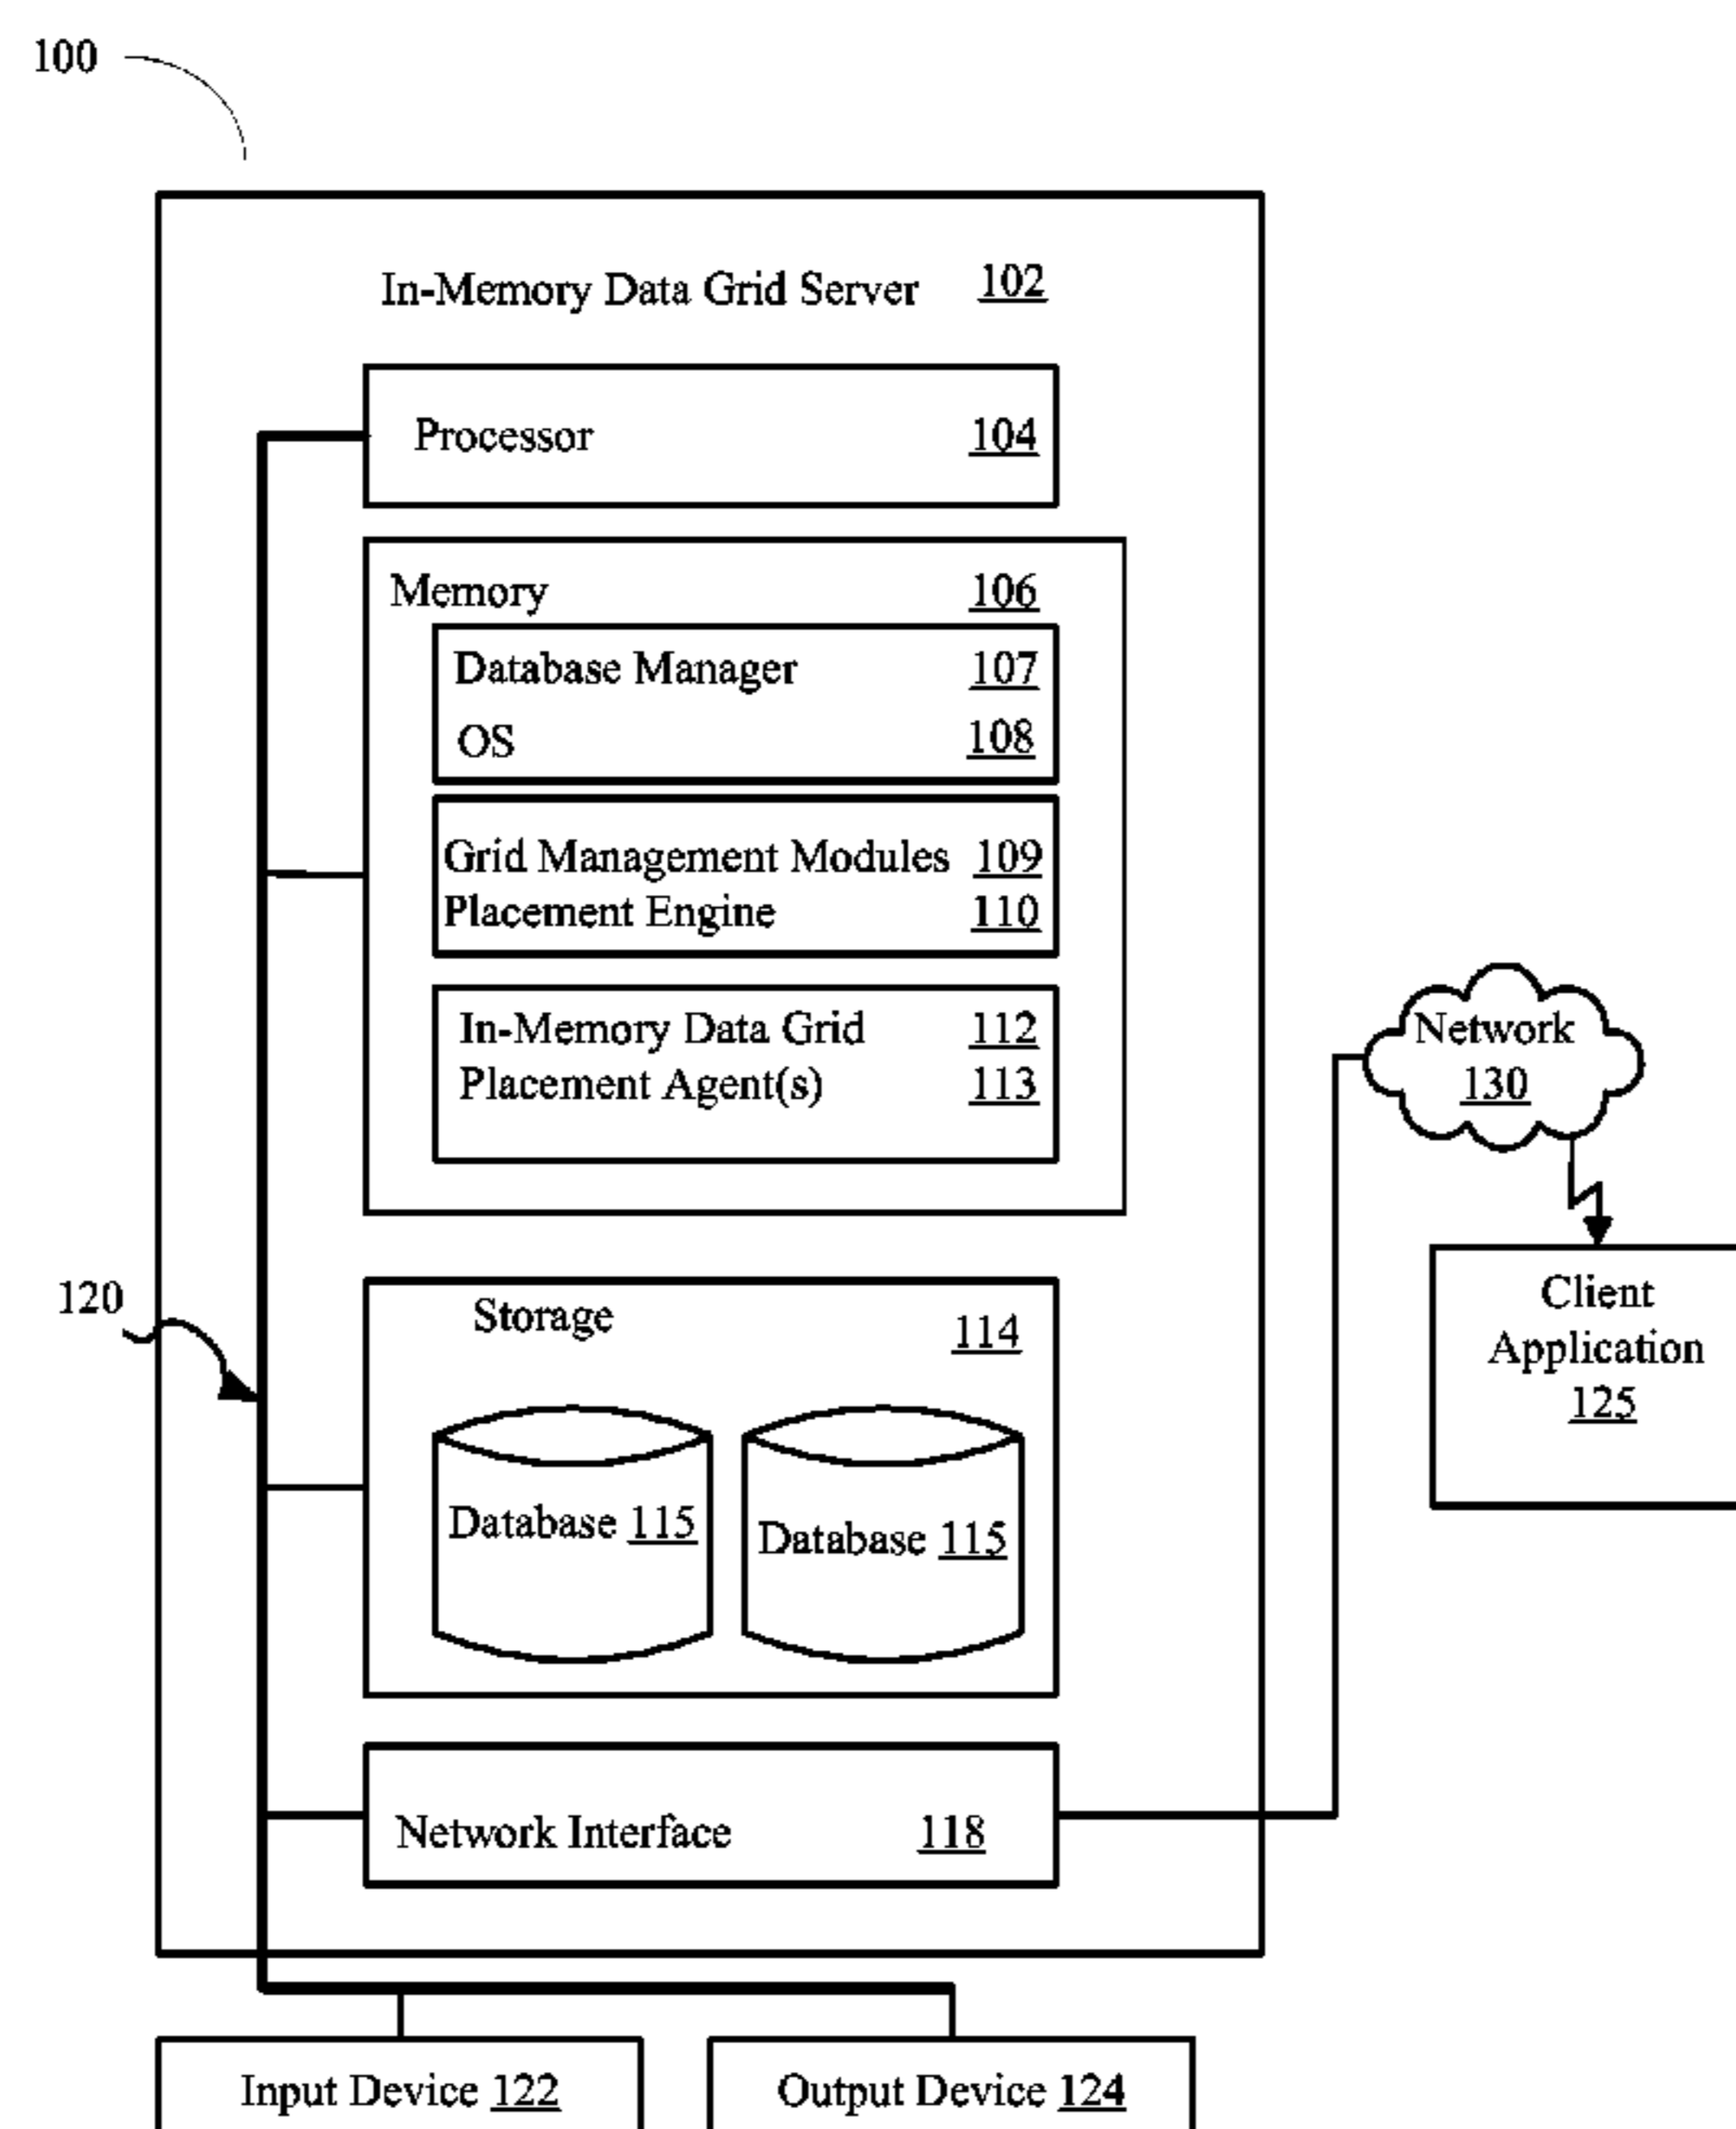 100
In-Memory Data Grid Server 102
Processor 104
Memory 106
Database Manager 107
OS 108
Grid Management Modules 109
Placement Engine 110
In-Memory Data Grid 112
Placement Agent(s) 113
Network
130
120
Storage 114
Client
Application
125
Database 115
Database 115
Network Interface 118
Input Device 122
Output Device 124